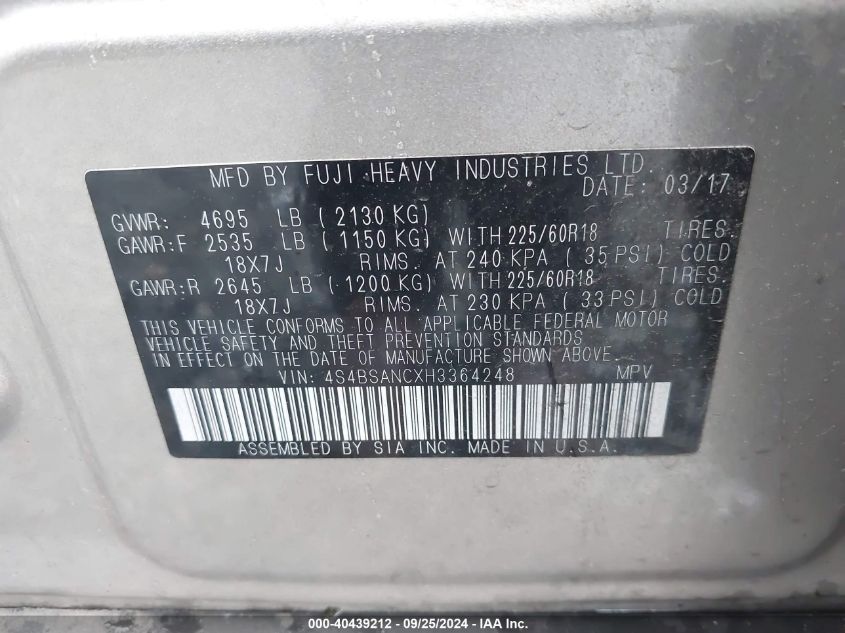 MFD BY FUJI HEAVY INDUSTRIES LTD.
DATE: 03/17
GVWR: 4695 LB ( 2130 KG)
GAWR:F 2535 LB ( 1150 KG) WITH 225/60R18 TIRES.
18X7J RIMS. AT 240 KPA ( 35 PSI) COLD
GAWR:R 2645 LB ( 1200 KG) WITH 225/60R18 TIRES.
18X7J RIMS. AT 230 KPA ( 33 PSI) COLD
THIS VEHICLE CONFORMS TO ALL APPLICABLE FEDERAL MOTOR
VEHICLE SAFETY AND THEFT PREVENTION STANDARDS
IN EFFECT ON THE DATE OF MANUFACTURE SHOWN ABOVE.
VIN: 4S4BSANCXH3364248 MPV
ASSEMBLED BY SIA INC. MADE IN U.S.A.
000-40439212 - 09/25/2024 - IAA Inc.